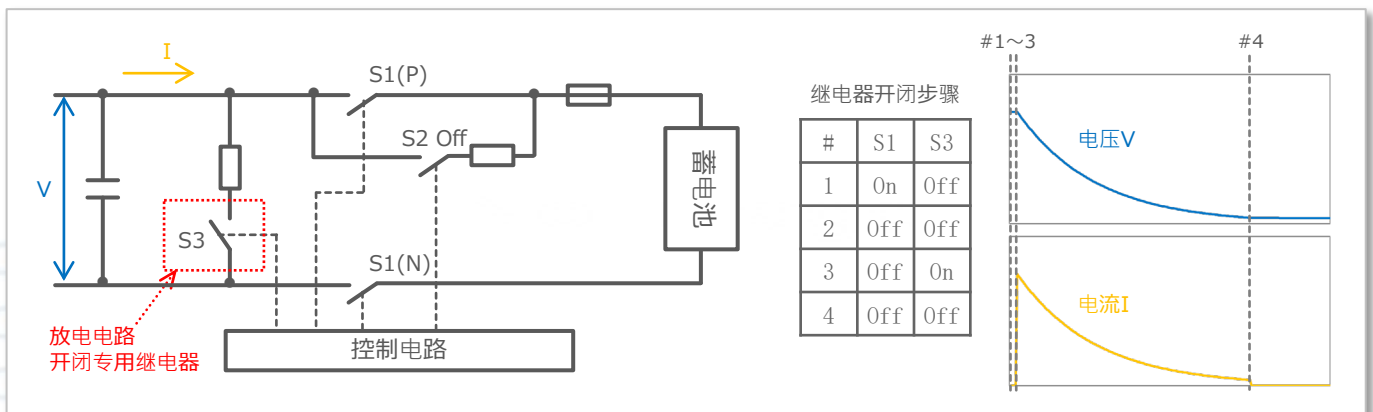 I
S1(P)
S2 Off
V
S3
S1(N)
蓄电池
放电电路
开闭专用继电器
控制电路
继电器开闭步骤
# S1 S3
1 On Off
2 Off Off
3 Off On
4 Off Off
#1～3 #4
电压V
电流I